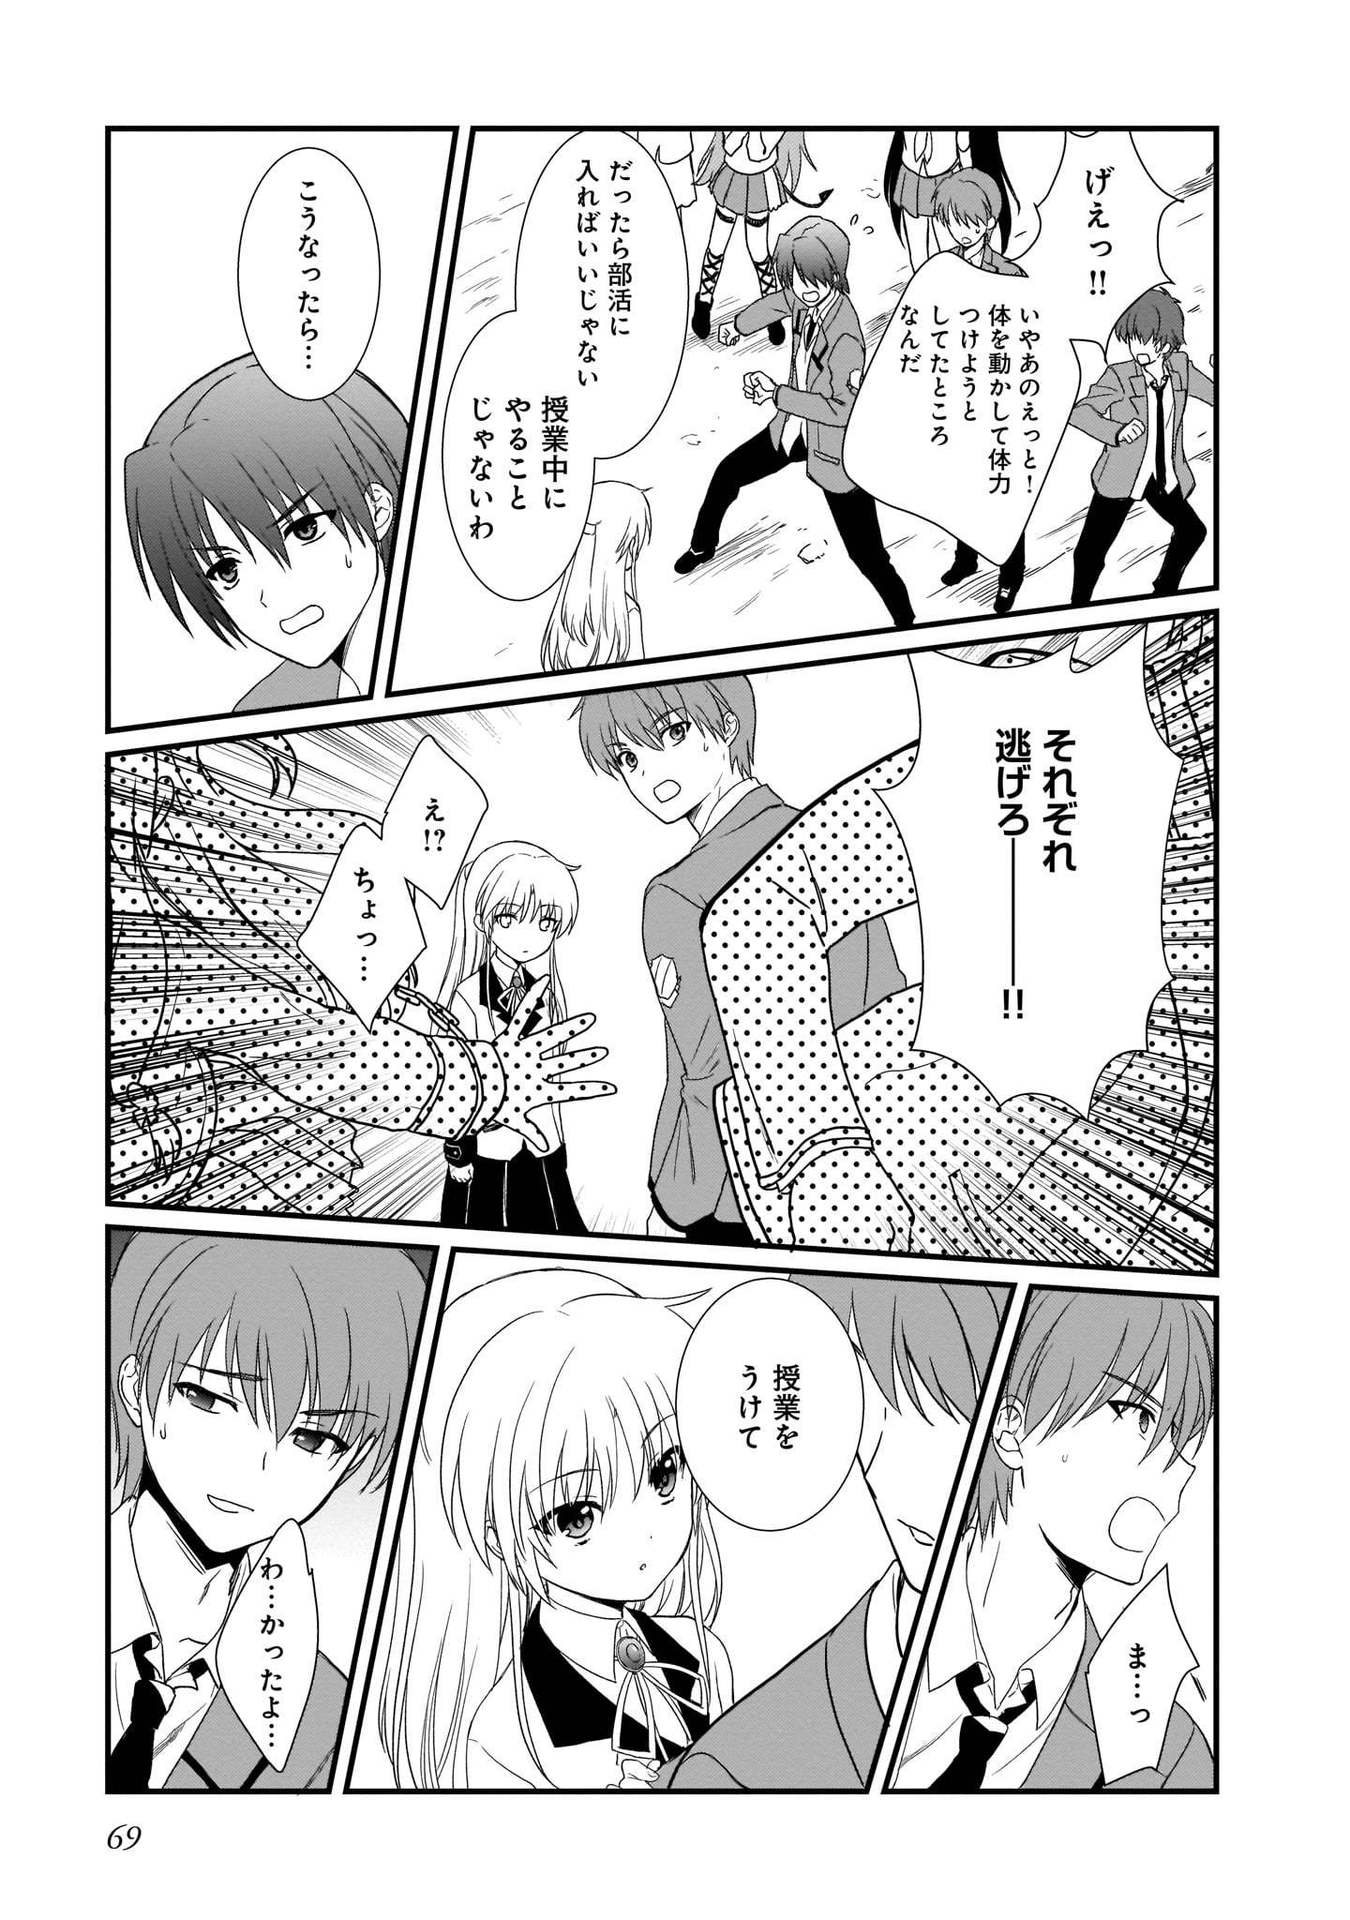 げえっ!!
いやあのえっと!
体を動かして体力
つけようと
してたところ
なんだ
だったら部活に
入ればいいじゃない
授業中に
やること
じゃないわ
こうなったら…
それぞれ
逃げろ――――!!
え!?
ちょっ…
ま…っ
授業を
うけて
わ…かったよ…
69